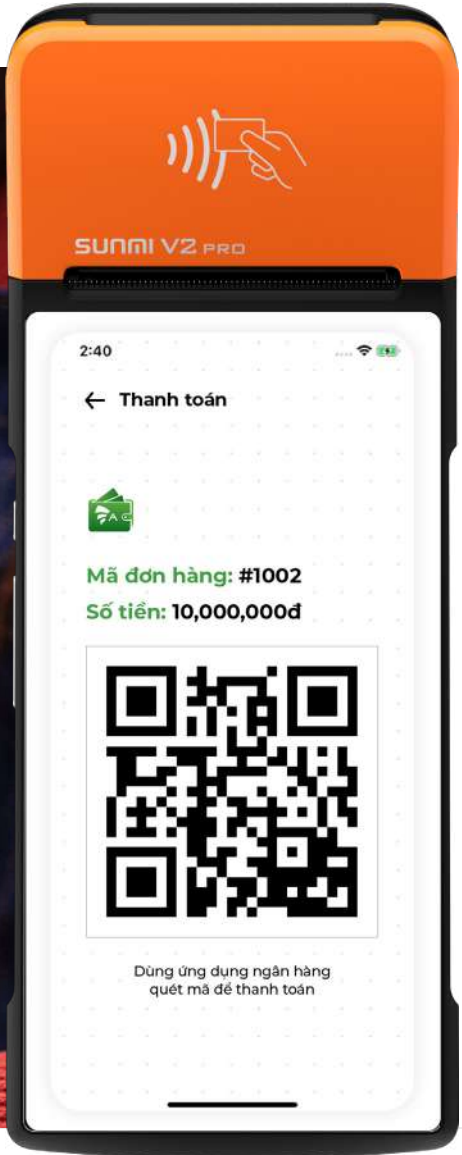 SUNMI V2 PRO
2:40
← Thanh toán
A
Mã đơn hàng: #1002
Số tiền: 10,000,000đ
Dùng ứng dụng ngân hàng
quét mã để thanh toán